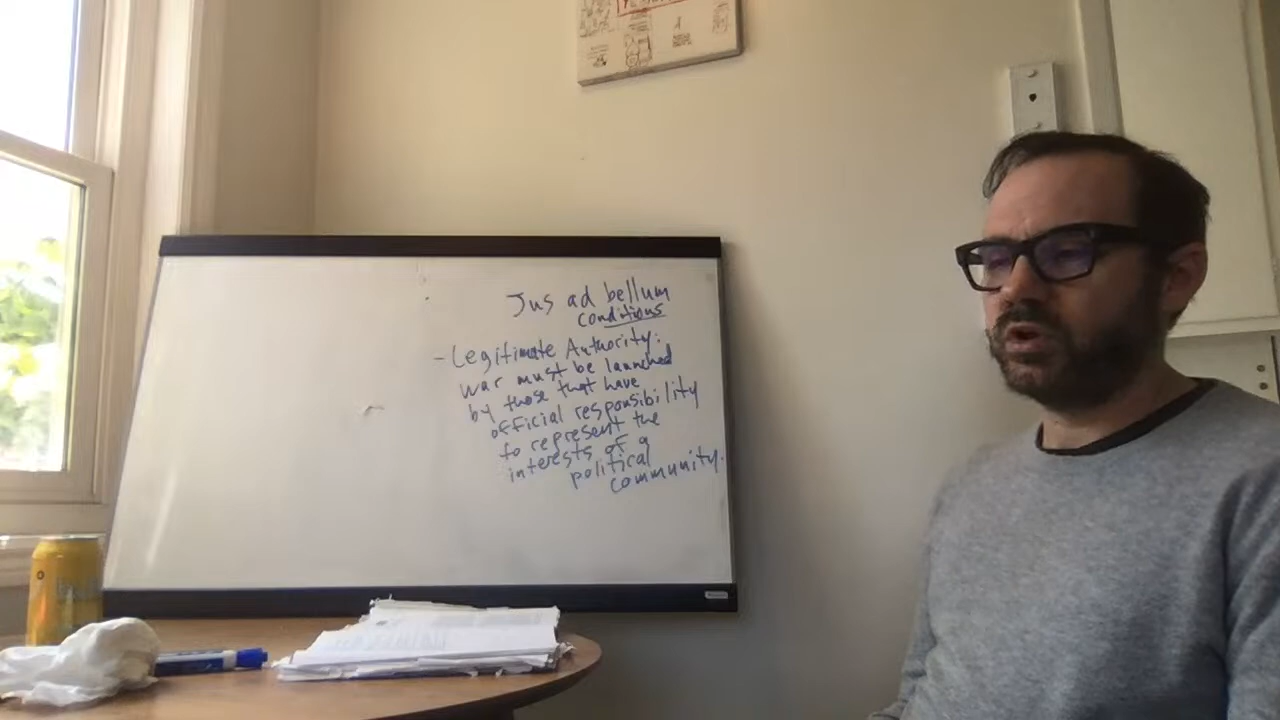 Jus ad bellum
conditions
- Legitimate Authority:
war must be launched
by those that have
official responsibility
to represent the
interests of a
political
community.